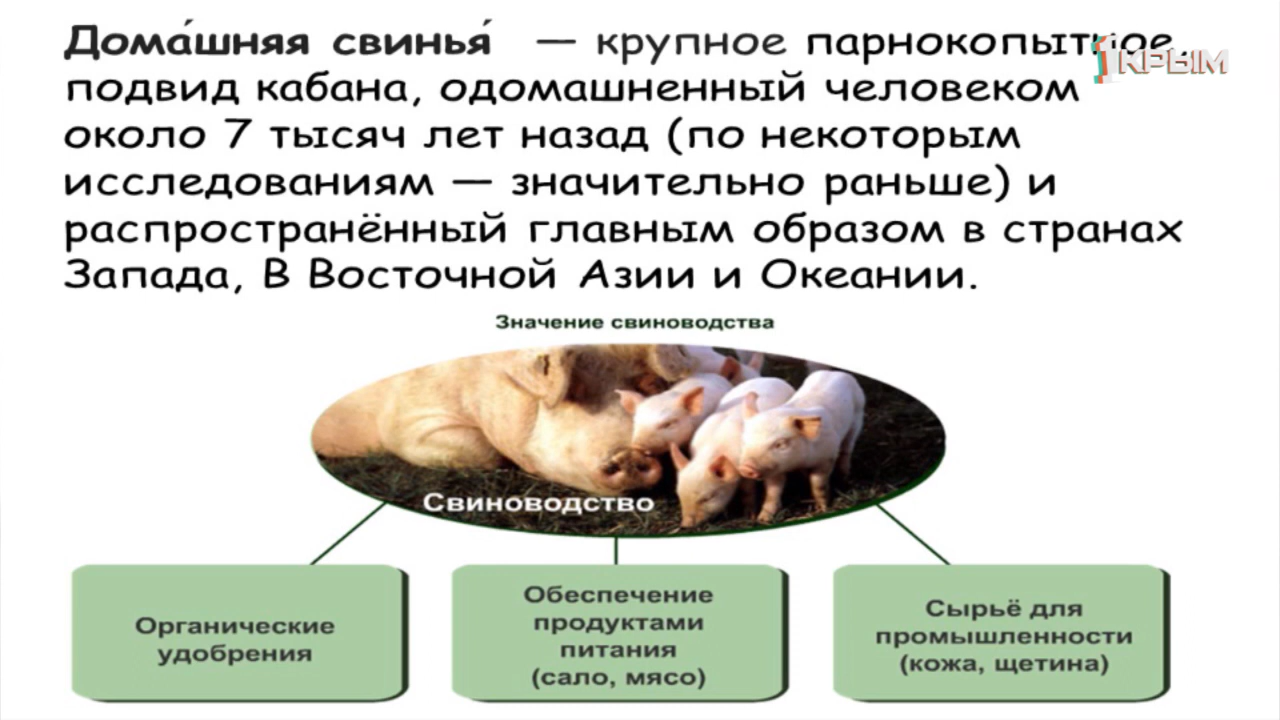 Дома́шняя свинья́ — крупное парнокопытное,
подвид кабана, одомашненный человеком
около 7 тысяч лет назад (по некоторым
исследованиям — значительно раньше) и
распространённый главным образом в странах
Запада, В Восточной Азии и Океании.
1 КРЫМ
Значение свиноводства
Свиноводство
Органические
удобрения
Обеспечение
продуктами
питания
(сало, мясо)
Сырьё для
промышленности
(кожа, щетина)